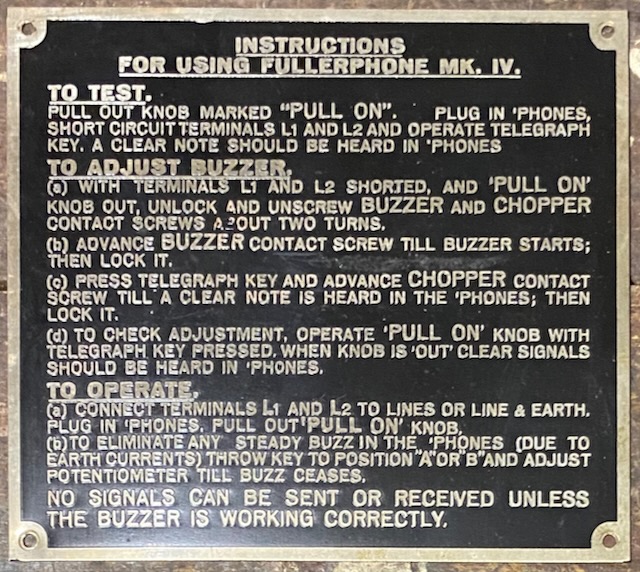 INSTRUCTIONS
FOR USING FULLERPHONE MK. IV.
TO TEST.
PULL OUT KNOB MARKED "PULL ON". PLUG IN 'PHONES,
SHORT CIRCUIT TERMINALS L1 AND L2 AND OPERATE TELEGRAPH
KEY. A CLEAR NOTE SHOULD BE HEARD IN 'PHONES
TO ADJUST BUZZER.
(a) WITH TERMINALS L1 AND L2 SHORTED, AND 'PULL ON'
KNOB OUT, UNLOCK AND UNSCREW BUZZER AND CHOPPER
CONTACT SCREWS ABOUT TWO TURNS.
(b) ADVANCE BUZZER CONTACT SCREW TILL BUZZER STARTS;
THEN LOCK IT.
(c) PRESS TELEGRAPH KEY AND ADVANCE CHOPPER CONTACT
SCREW TILL A CLEAR NOTE IS HEARD IN THE 'PHONES; THEN
LOCK IT.
(d) TO CHECK ADJUSTMENT, OPERATE 'PULL ON' KNOB WITH
TELEGRAPH KEY PRESSED. WHEN KNOB IS 'OUT' CLEAR SIGNALS
SHOULD BE HEARD IN 'PHONES.
TO OPERATE.
(a) CONNECT TERMINALS L1 AND L2 TO LINES OR LINE & EARTH.
PLUG IN 'PHONES. PULL OUT 'PULL ON' KNOB.
(b) TO ELIMINATE ANY STEADY BUZZ IN THE 'PHONES (DUE TO
EARTH CURRENTS) THROW KEY TO POSITION "A" OR "B" AND ADJUST
POTENTIOMETER TILL BUZZ CEASES.
NO SIGNALS CAN BE SENT OR RECEIVED UNLESS
THE BUZZER IS WORKING CORRECTLY.